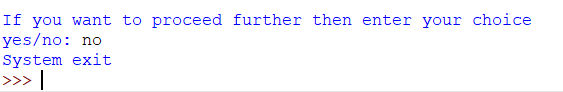 If you want to proceed further then enter your choice
yes/no: no
System exit
>>>